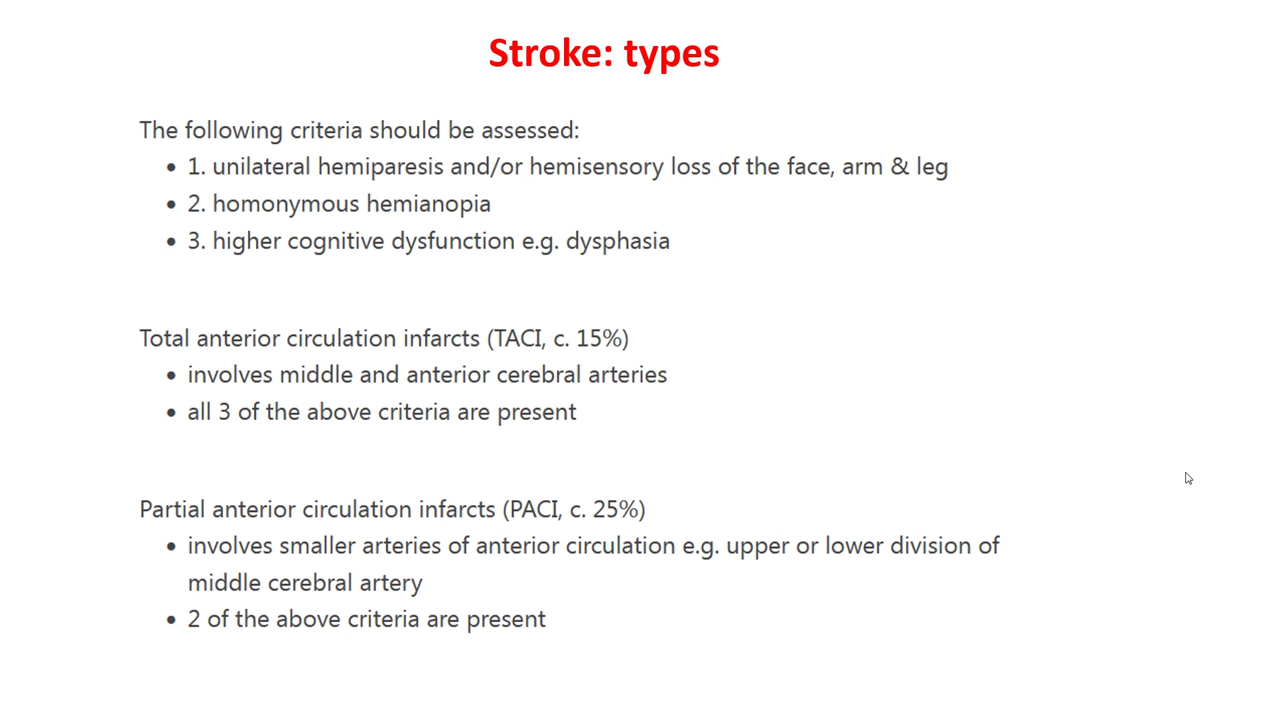 Stroke: types
The following criteria should be assessed:
• 1. unilateral hemiparesis and/or hemisensory loss of the face, arm & leg
• 2. homonymous hemianopia
• 3. higher cognitive dysfunction e.g. dysphasia
Total anterior circulation infarcts (TACI, c. 15%)
• involves middle and anterior cerebral arteries
• all 3 of the above criteria are present
Partial anterior circulation infarcts (PACI, c. 25%)
• involves smaller arteries of anterior circulation e.g. upper or lower division of
middle cerebral artery
• 2 of the above criteria are present